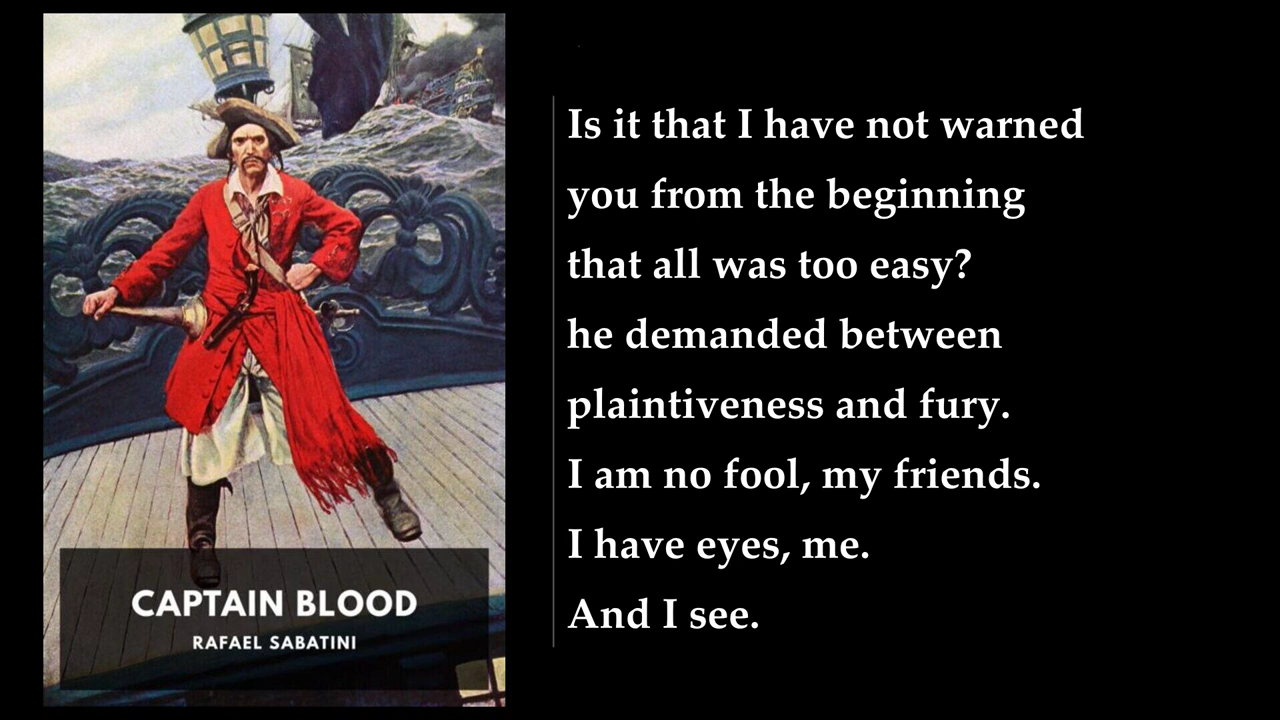 CAPTAIN BLOOD
RAFAEL SABATINI
Is it that I have not warned
you from the beginning
that all was too easy?
he demanded between
plaintiveness and fury.
I am no fool, my friends.
I have eyes, me.
And I see.